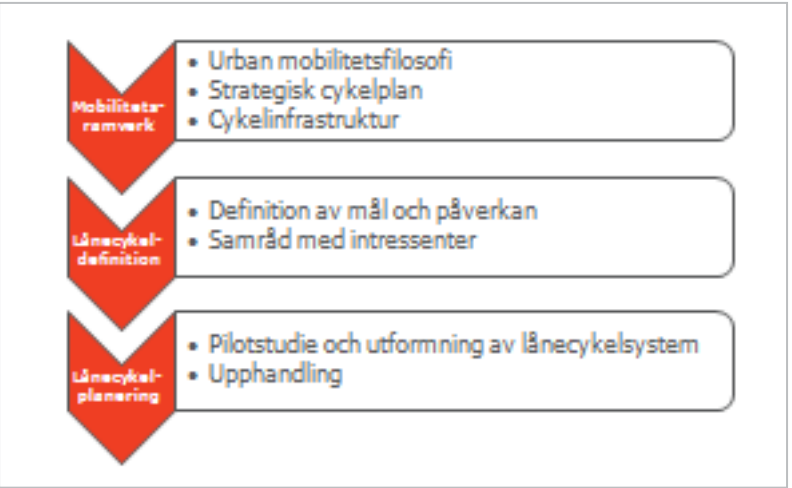 Mobilitets-
ramverk
• Urban mobilitetsfilosofi
• Strategisk cykelplan
• Cykelinfrastruktur
Lånecykel-
definition
• Definition av mål och påverkan
• Samråd med intressenter
Lånecykel-
planering
• Pilotstudie och utformning av lånecykelsystem
• Upphandling